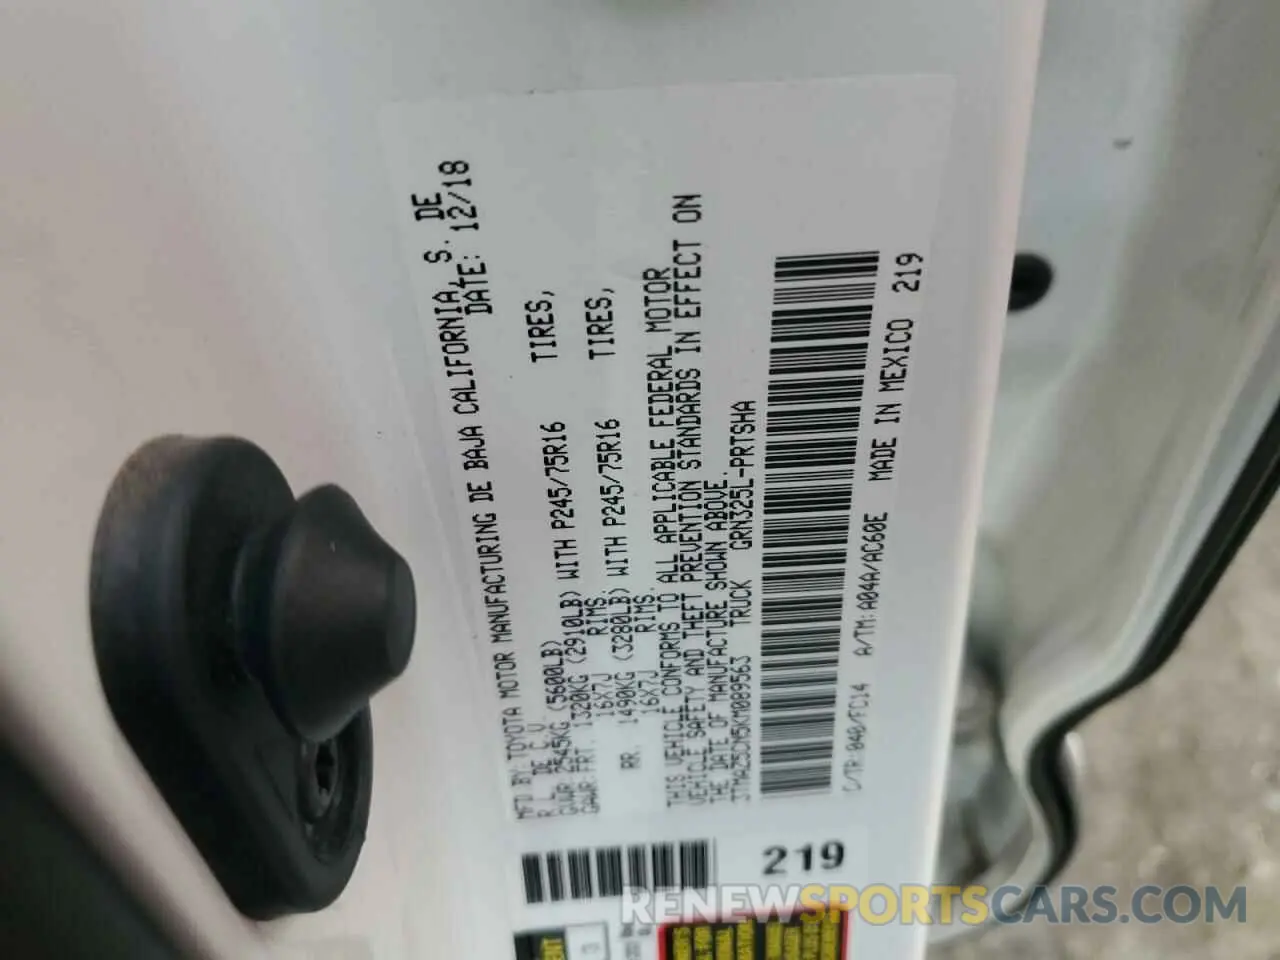 MFD BY: TOYOTA MOTOR MANUFACTURING DE BAJA CALIFORNIA, S. DE
R.L. DE C.V. DATE: 12/18
GVWR 2545KG (5600LB)
GAWR FRT. 1320KG (2910LB) WITH P245/75R16 TIRES,
16X7J RIMS.
RR. 1490KG (3280LB) WITH P245/75R16 TIRES,
16X7J RIMS.
THIS VEHICLE CONFORMS TO ALL APPLICABLE FEDERAL MOTOR
VEHICLE SAFETY AND THEFT PREVENTION STANDARDS IN EFFECT ON
THE DATE OF MANUFACTURE SHOWN ABOVE.
3TMAZ5CN5KM089563 TRUCK GRN325L-PRTSHA
C/TR:040/FC14 A/TM:A04A/AC60E MADE IN MEXICO 219
219
RENEWSPORTSCARS.COM